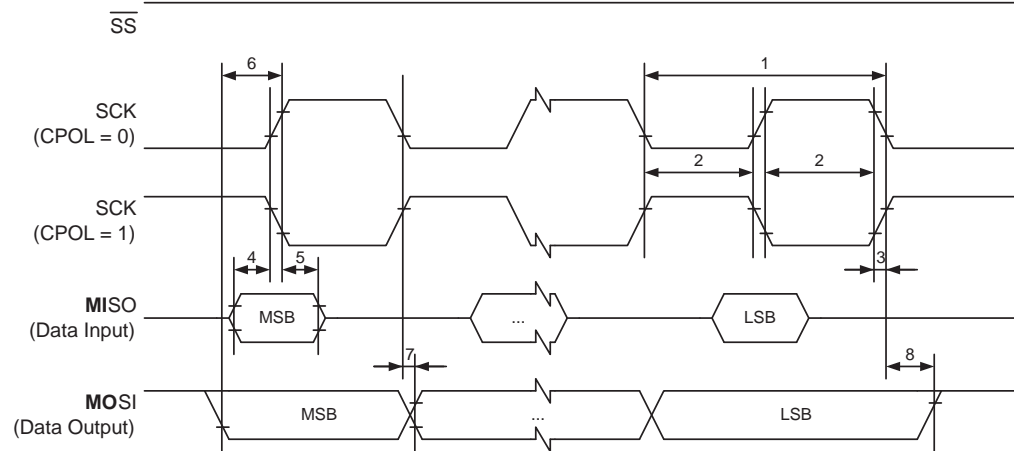 SS
6
1
SCK
(CPOL = 0)
2
2
SCK
(CPOL = 1)
4
5
3
MISO
(Data Input)
MSB
...
LSB
7
8
MOSI
(Data Output)
MSB
...
LSB